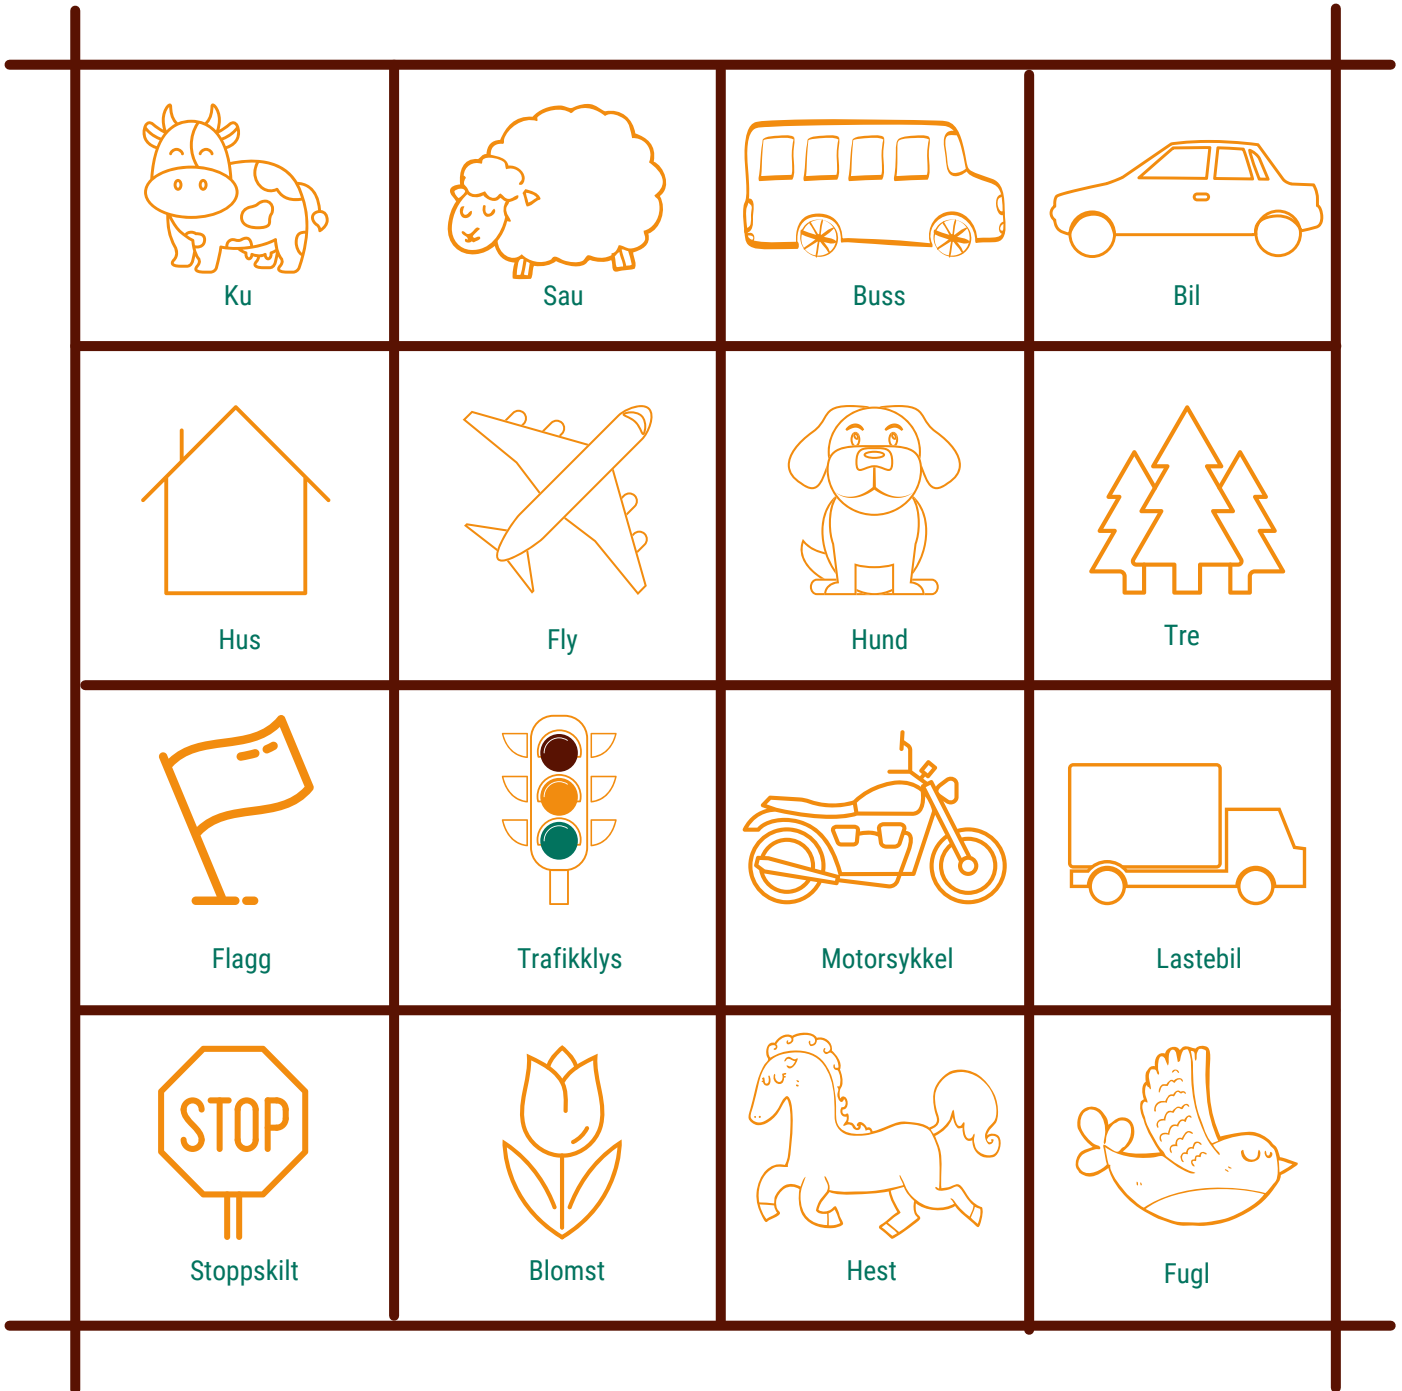 Ku
Sau
Buss
Bil
Hus
Fly
Hund
Tre
Flagg
Trafikklys
Motorsykkel
Lastebil
STOP
Stoppskilt
Blomst
Hest
Fugl